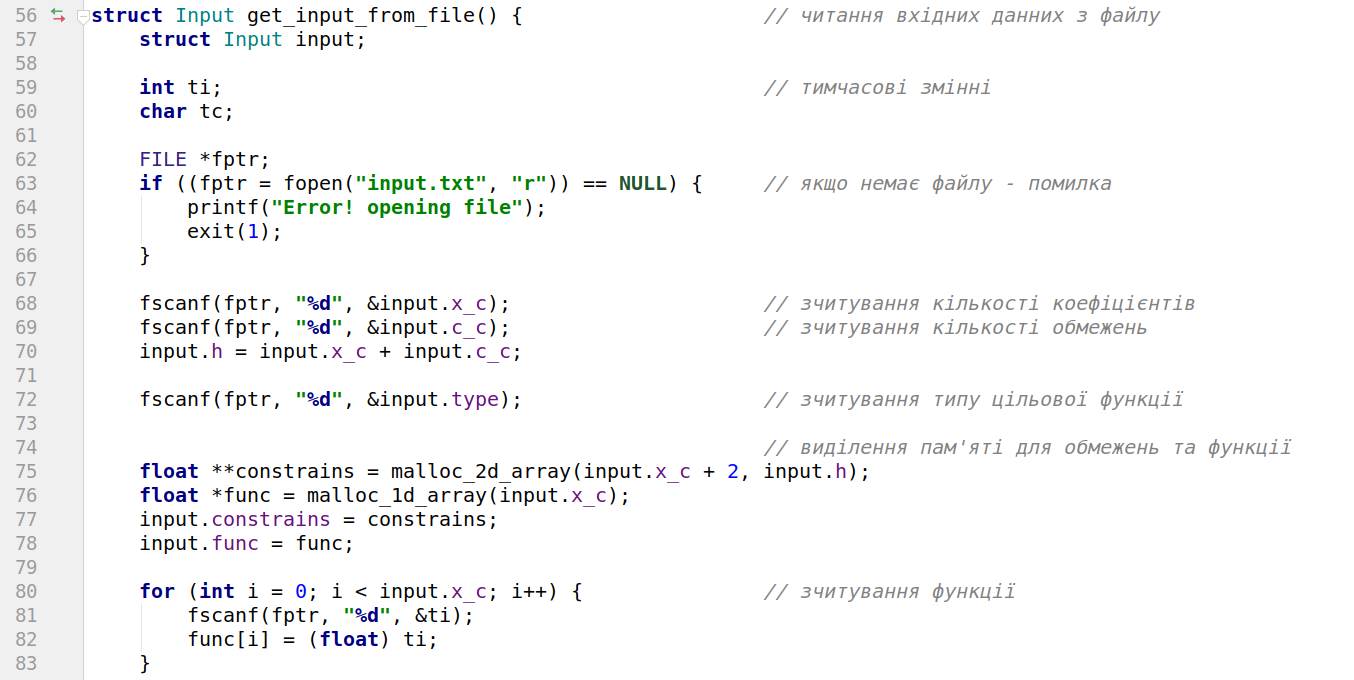 56 struct Input get_input_from_file() { // читання вхідних данних з файлу
57 struct Input input;
58
59 int ti; // тимчасові змінні
60 char tc;
61
62 FILE *fptr;
63 if ((fptr = fopen("input.txt", "r")) == NULL) { // якщо немає файлу - помилка
64 printf("Error! opening file");
65 exit(1);
66 }
67
68 fscanf(fptr, "%d", &input.x_c); // зчитування кількості коефіцієнтів
69 fscanf(fptr, "%d", &input.c_c); // зчитування кількості обмежень
70 input.h = input.x_c + input.c_c;
71
72 fscanf(fptr, "%d", &input.type); // зчитування типу цільової функції
73
74 // виділення пам'яті для обмежень та функції
75 float **constrains = malloc_2d_array(input.x_c + 2, input.h);
76 float *func = malloc_1d_array(input.x_c);
77 input.constrains = constrains;
78 input.func = func;
79
80 for (int i = 0; i < input.x_c; i++) { // зчитування функції
81 fscanf(fptr, "%d", &ti);
82 func[i] = (float) ti;
83 }